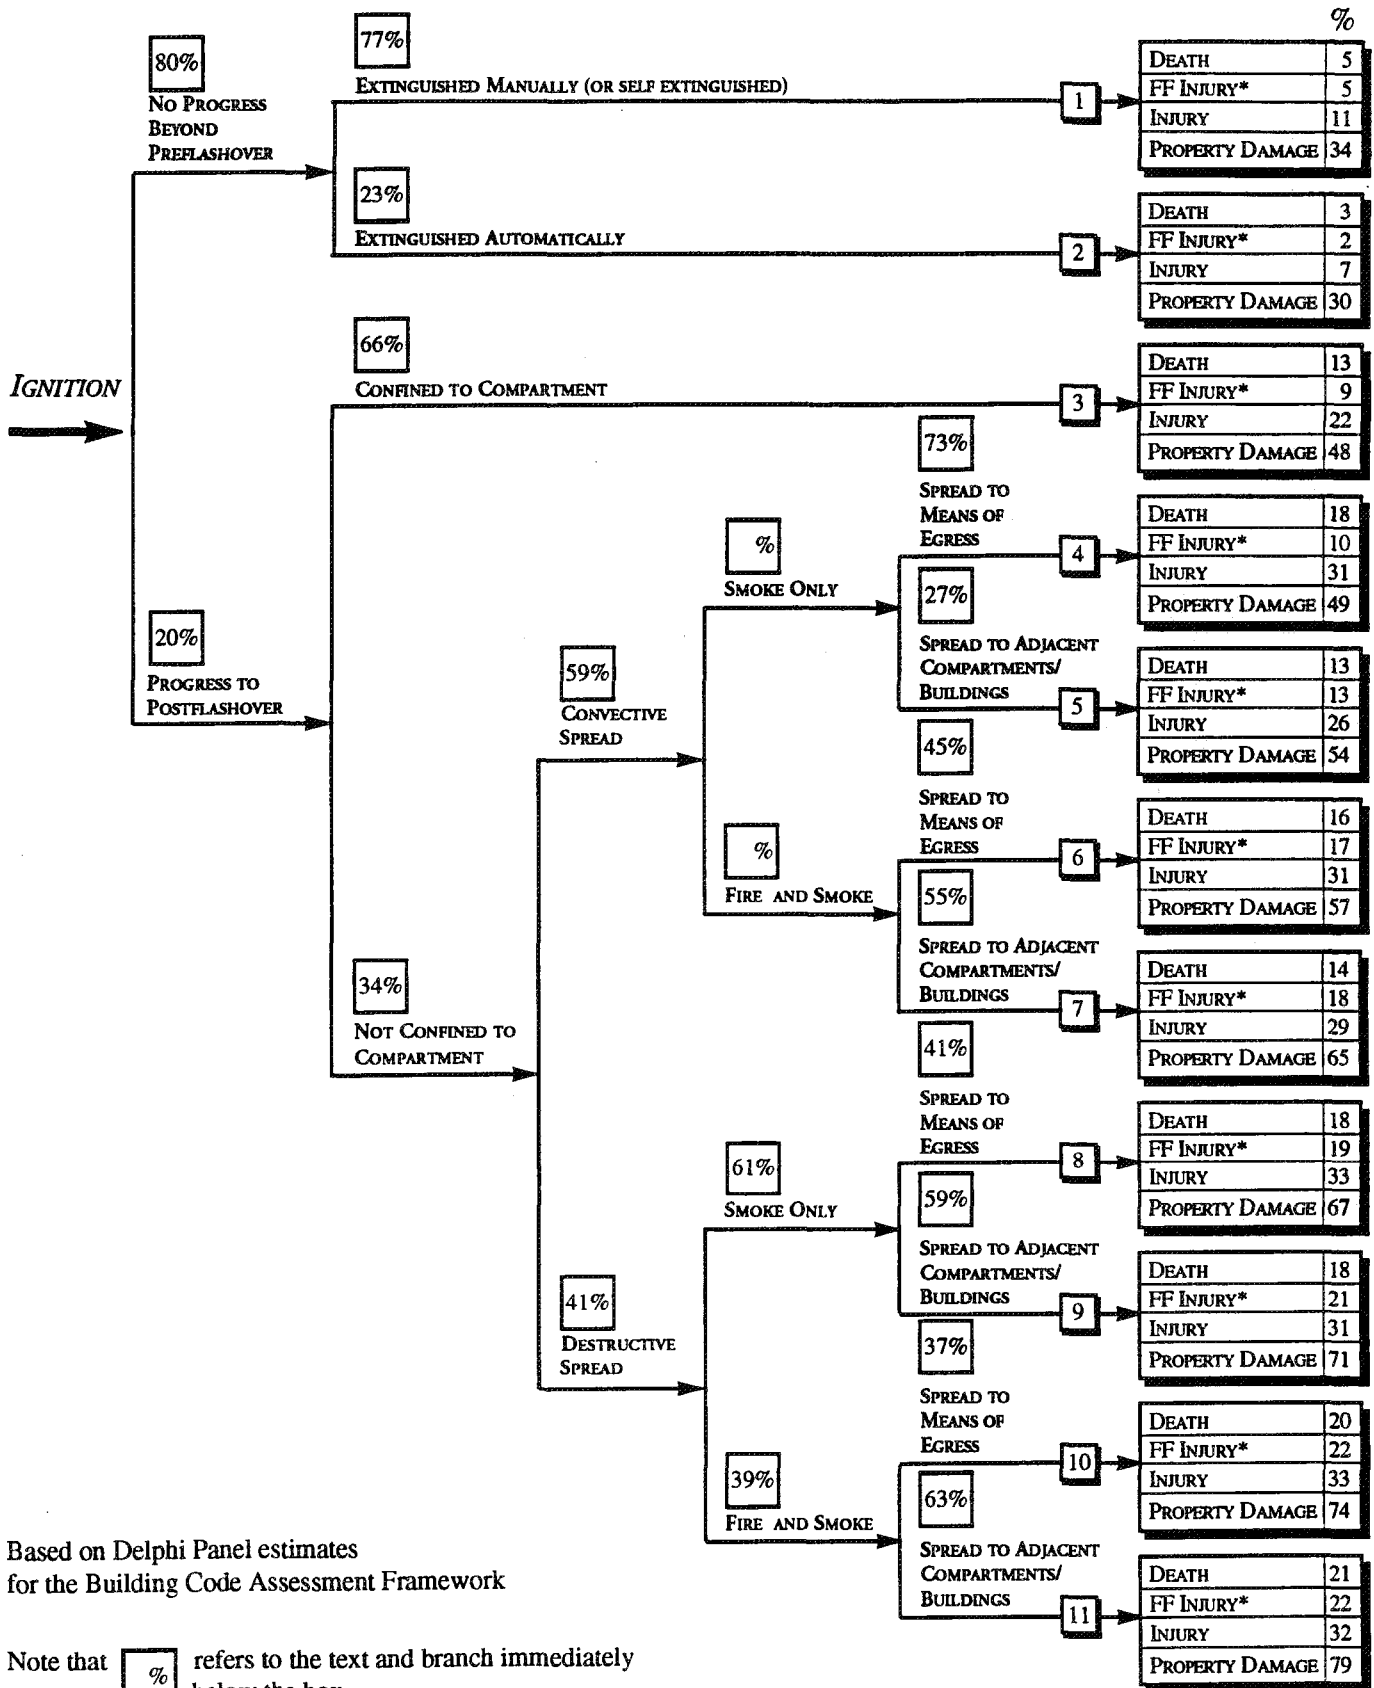 %
80%
NO PROGRESS
BEYOND
PREFLASHOVER
77%
EXTINGUISHED MANUALLY (OR SELF EXTINGUISHED)
1
DEATH 5
FF INJURY* 5
INJURY 11
PROPERTY DAMAGE 34
23%
EXTINGUISHED AUTOMATICALLY
2
DEATH 3
FF INJURY* 2
INJURY 7
PROPERTY DAMAGE 30
IGNITION
66%
CONFINED TO COMPARTMENT
3
DEATH 13
FF INJURY* 9
INJURY 22
PROPERTY DAMAGE 48
20%
PROGRESS TO
POSTFLASHOVER
34%
NOT CONFINED TO
COMPARTMENT
59%
CONVECTIVE
SPREAD
%
SMOKE ONLY
73%
SPREAD TO
MEANS OF
EGRESS
4
DEATH 18
FF INJURY* 10
INJURY 31
PROPERTY DAMAGE 49
27%
SPREAD TO ADJACENT
COMPARTMENTS/
BUILDINGS
5
DEATH 13
FF INJURY* 13
INJURY 26
PROPERTY DAMAGE 54
%
FIRE AND SMOKE
45%
SPREAD TO
MEANS OF
EGRESS
6
DEATH 16
FF INJURY* 17
INJURY 31
PROPERTY DAMAGE 57
55%
SPREAD TO ADJACENT
COMPARTMENTS/
BUILDINGS
7
DEATH 14
FF INJURY* 18
INJURY 29
PROPERTY DAMAGE 65
41%
DESTRUCTIVE
SPREAD
61%
SMOKE ONLY
41%
SPREAD TO
MEANS OF
EGRESS
8
DEATH 18
FF INJURY* 19
INJURY 33
PROPERTY DAMAGE 67
59%
SPREAD TO ADJACENT
COMPARTMENTS/
BUILDINGS
9
DEATH 18
FF INJURY* 21
INJURY 31
PROPERTY DAMAGE 71
39%
FIRE AND SMOKE
37%
SPREAD TO
MEANS OF
EGRESS
10
DEATH 20
FF INJURY* 22
INJURY 33
PROPERTY DAMAGE 74
63%
SPREAD TO ADJACENT
COMPARTMENTS/
BUILDINGS
11
DEATH 21
FF INJURY* 22
INJURY 32
PROPERTY DAMAGE 79
Based on Delphi Panel estimates
for the Building Code Assessment Framework
Note that % refers to the text and branch immediately